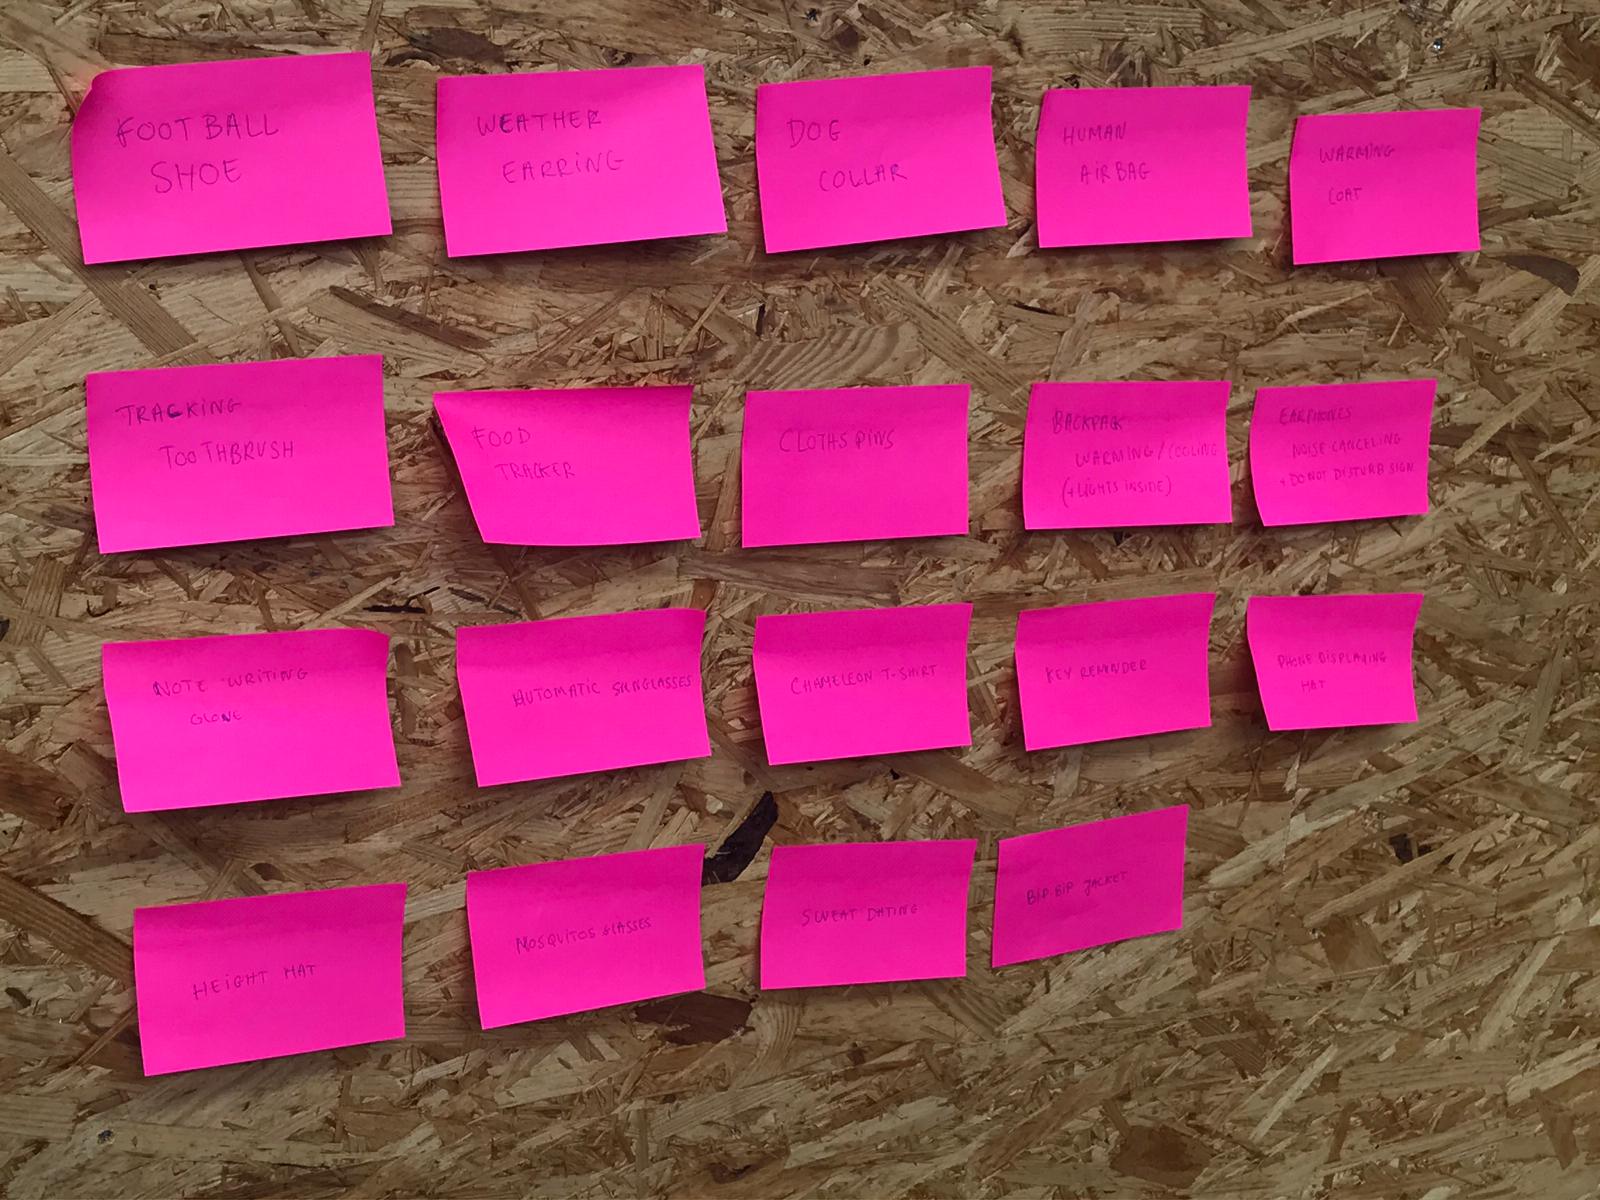 FOOTBALL
SHOE
WEATHER
EARRING
DOG
COLLAR
HUMAN
AIRBAG
WARMING
COAT
TRACKING
TOOTHBRUSH
FOOD
TRACKER
CLOTHS PINS
BACKPACK
WARMING/COOLING
(+LIGHTS INSIDE)
EARPHONES
NOISE CANCELING
+ DO NOT DISTURB SIGN
NOTE WRITING
GLOVE
AUTOMATIC SUNGLASSES
CHAMELEON T-SHIRT
KEY REMINDER
PHONE DISPLAYING
HAT
HEIGHT HAT
MOSQUITOS GLASSES
SWEAT DATING
BIP BIP JACKET